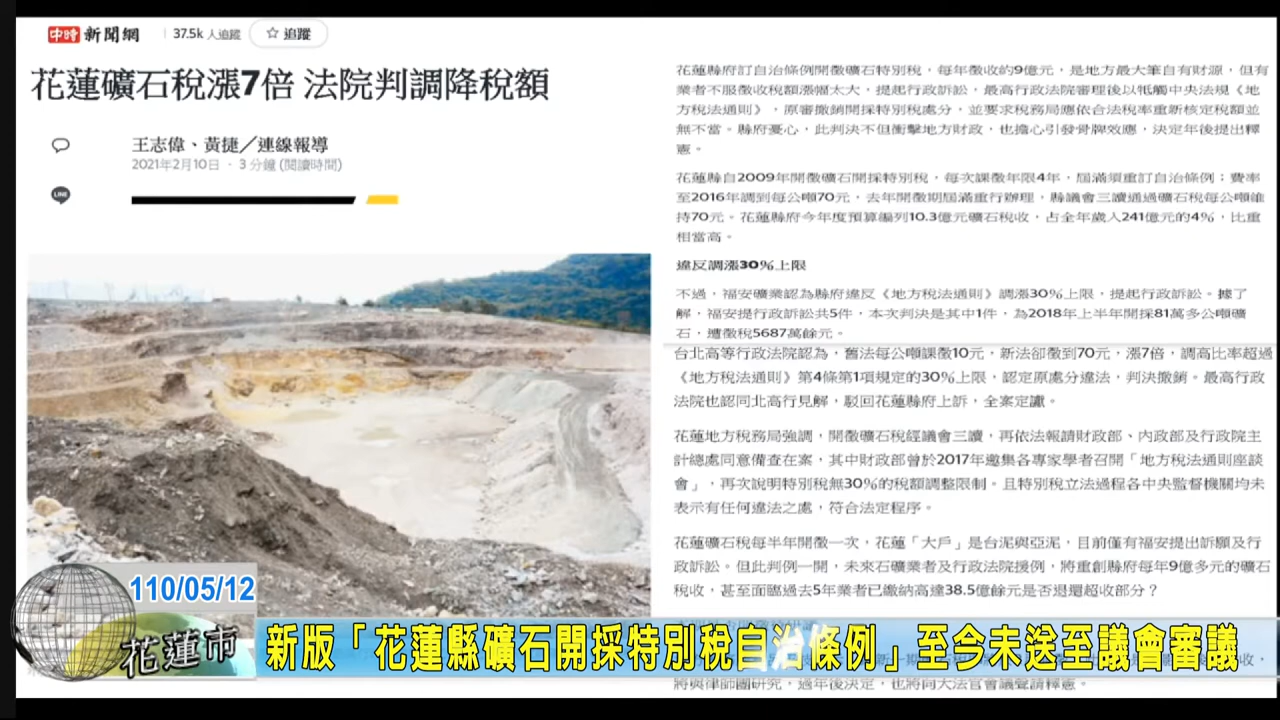 中時 新聞網 37.5k 人追蹤 ☆ 追蹤
花蓮礦石稅漲7倍 法院判調降稅額
王志偉、黃捷／連線報導
2021年2月10日 · 3 分鐘 (閱讀時間)
LINE
花蓮縣府訂自治條例開徵礦石特別稅，每年徵收約9億元，是地方最大筆自有財源，但有
業者不服徵收稅額漲幅太大，提起行政訴訟，最高行政法院審理後以牴觸中央法規《地
方稅法通則》，原審撤銷開採特別稅處分，並要求稅務局應依合法稅率重新核定稅額並
無不當。縣府憂心，此判決不但衝擊地方財政，也擔心引發骨牌效應，決定年後提出釋
憲。
花蓮縣自2009年開徵礦石開採特別稅，每次課徵年限4年，屆滿須重訂自治條例；費率
至2016年調到每公噸70元，去年開徵期屆滿重行辦理，縣議會三讀通過礦石稅每公噸維
持70元。花蓮縣府今年度預算編列10.3億元礦石稅收，占全年歲入241億元的4%，比重
相當高。
違反調漲30%上限
不過，福安礦業認為縣府違反《地方稅法通則》調漲30%上限，提起行政訴訟。據了
解，福安提行政訴訟共5件，本次判決是其中1件，為2018年上半年開採81萬多公噸礦
石，遭徵稅5687萬餘元。
台北高等行政法院認為，舊法每公噸課徵10元，新法卻徵到70元，漲7倍，調高比率超過
《地方稅法通則》第4條第1項規定的30%上限，認定原處分違法，判決撤銷。最高行政
法院也認同北高行見解，駁回花蓮縣府上訴，全案定讞。
花蓮地方稅務局強調，開徵礦石稅經議會三讀，再依法報請財政部、內政部及行政院主
計總處同意備查在案，其中財政部曾於2017年邀集各專家學者召開「地方稅法通則座談
會」，再次說明特別稅無30%的稅額調整限制。且特別稅立法過程各中央監督機關均未
表示有任何違法之處，符合法定程序。
花蓮礦石稅每半年開徵一次，花蓮「大戶」是台泥與亞泥，目前僅有福安提出訴願及行
政訴訟。但此判例一開，未來石礦業者及行政法院援例，將重創縣府每年9億多元的礦石
稅收，甚至面臨過去5年業者已繳納高達38.5億餘元是否退還超收部分？
110/05/12
花蓮市
新版「花蓮縣礦石開採特別稅自治條例」至今未送至議會審議
將與律師團研究，過年後決定，也將向大法官會議聲請釋憲。